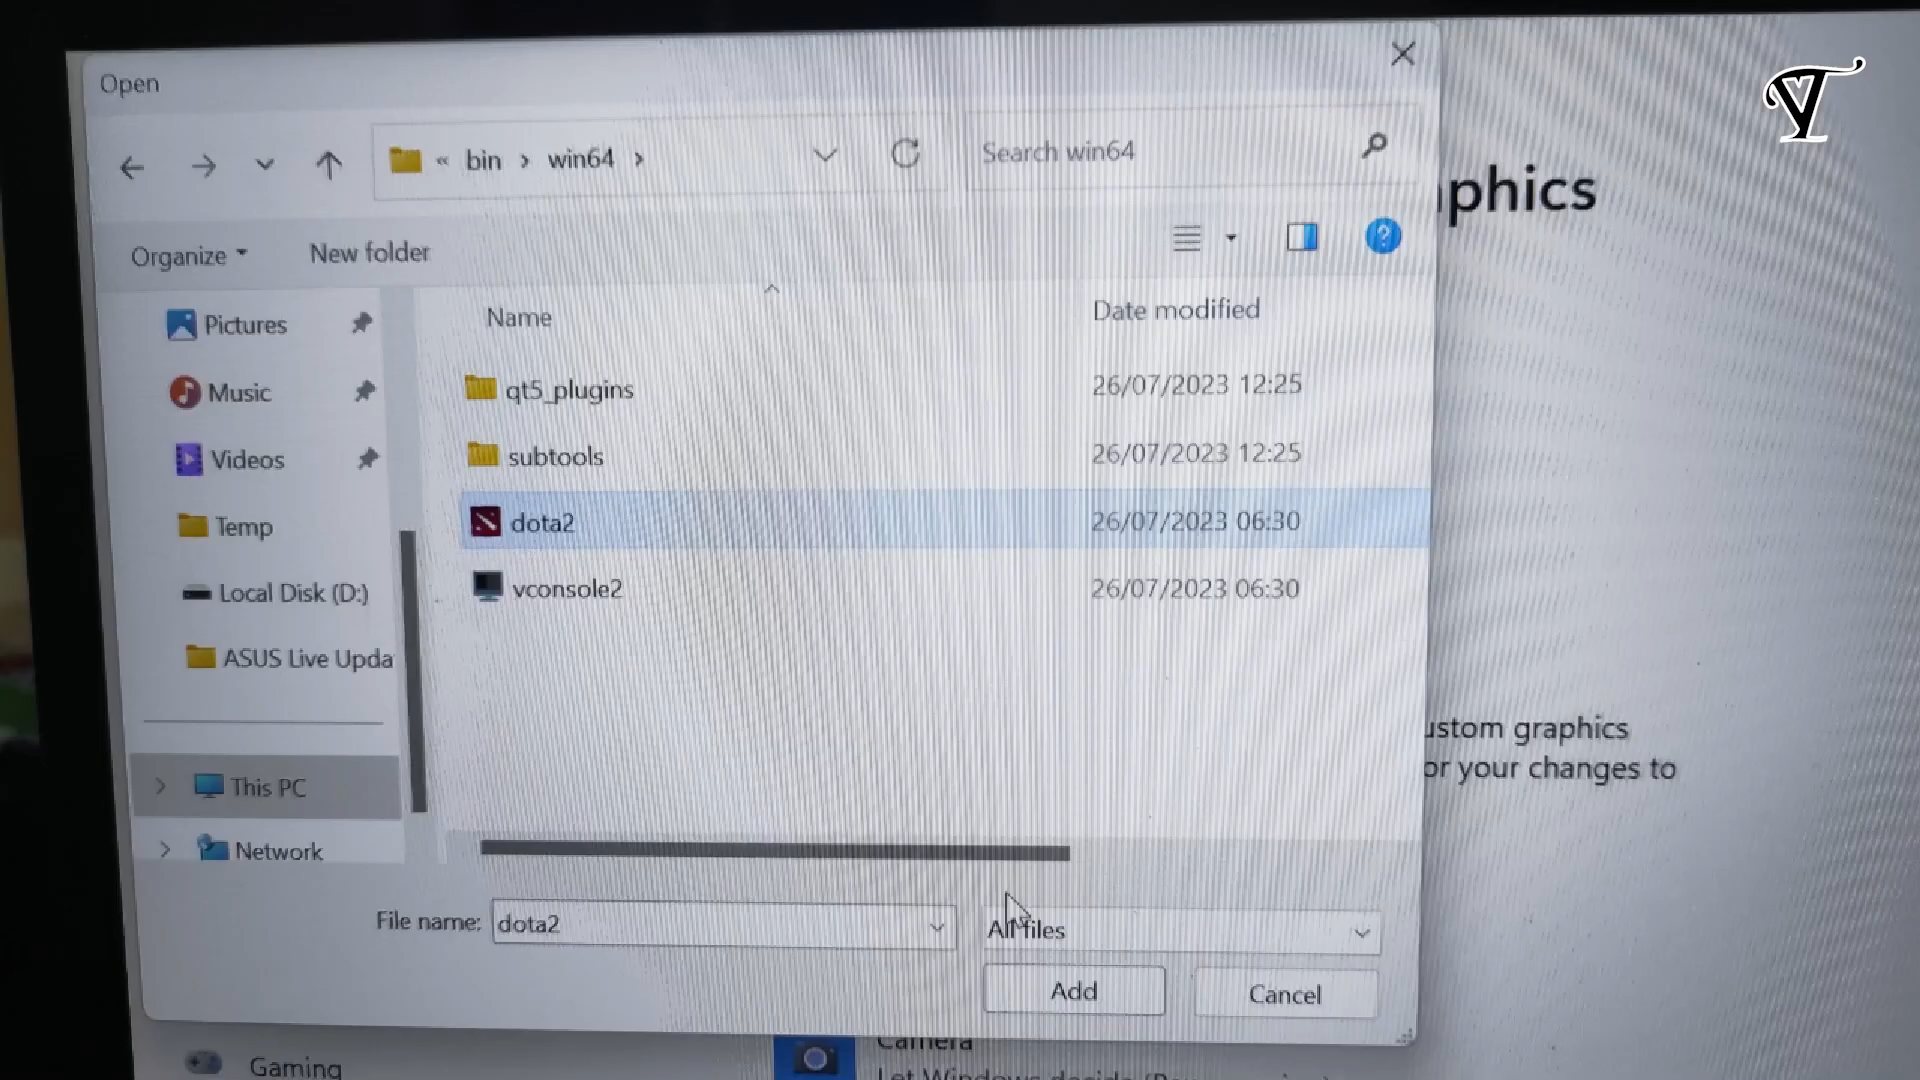 Open
« bin > win64 >
Search win64
phics
Organize
New folder
Name
Date modified
Pictures
Music
Videos
Temp
Local Disk (D:)
ASUS Live Upda
This PC
Network
qt5_plugins 26/07/2023 12:25
subtools 26/07/2023 12:25
dota2 26/07/2023 06:30
vconsole2 26/07/2023 06:30
ustom graphics
or your changes to
File name: dota2
All files
Add
Cancel
Gaming
Camera
Let Windows decide